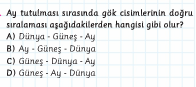 Ay tutulması sırasında gök cisimlerinin doğru
sıralaması aşağıdakilerden hangisi gibi olur?
A) Dünya - Güneş - Ay
B) Ay - Güneş - Dünya
C) Güneş - Dünya - Ay
D) Güneş - Ay - Dünya